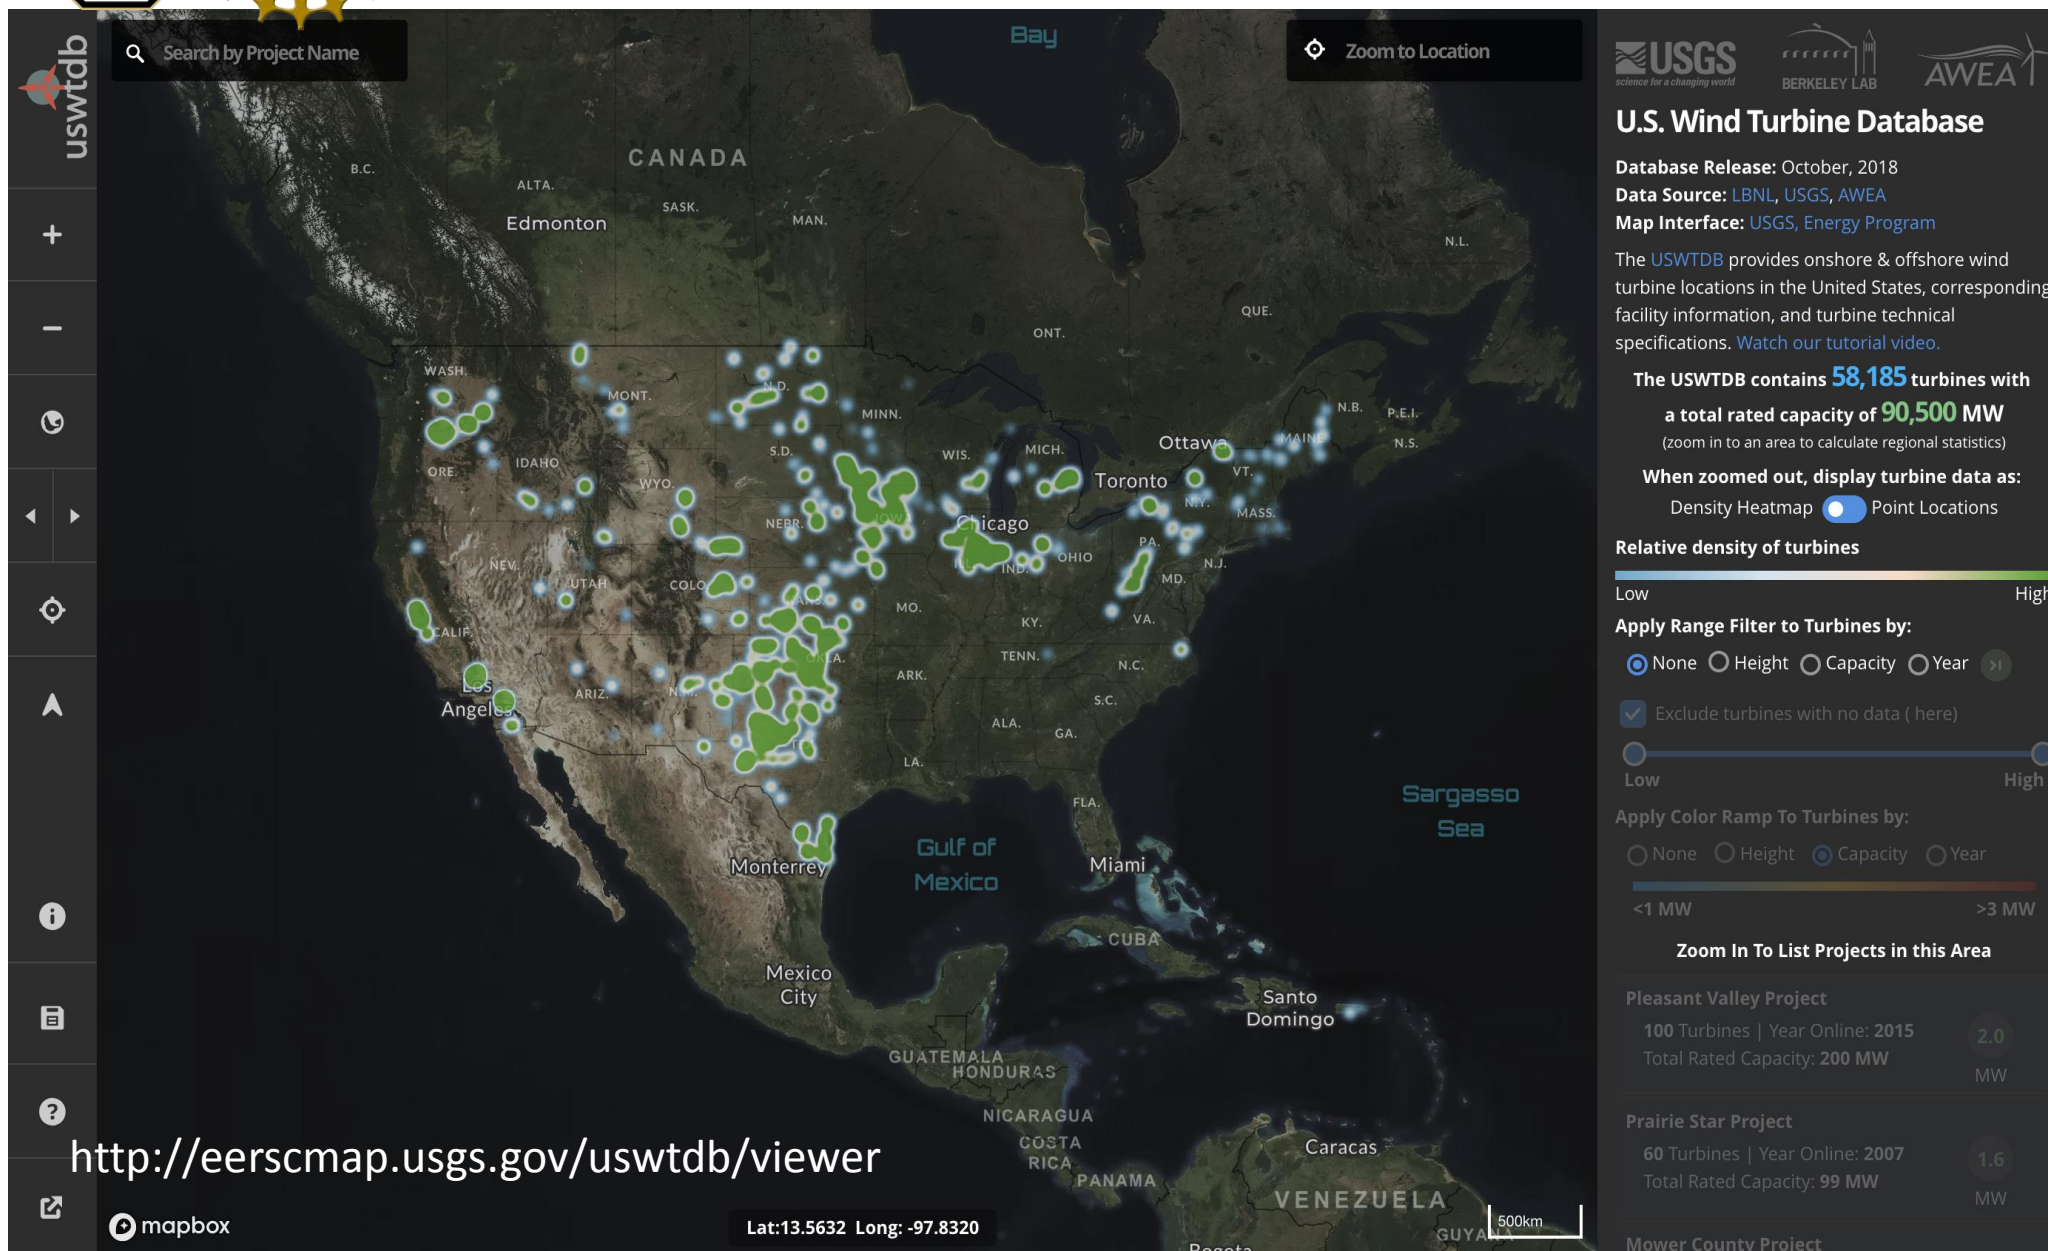 uswtdb
Search by Project Name
Zoom to Location
Bay
CANADA
B.C.
ALTA.
Edmonton
SASK.
MAN.
N.L.
QUE.
ONT.
WASH.
MONT.
N.D.
MINN.
N.B.
P.E.I.
N.S.
MAINE
Ottawa
ORE.
IDAHO
S.D.
WIS.
MICH.
Toronto
VT.
WYO.
N.Y.
MASS.
NEBR.
IOWA
Chicago
PA.
OHIO
N.J.
NEV.
UTAH
COLO
ILL.
IND.
MD.
KANS.
MO.
KY.
VA.
CALIF.
OKLA.
TENN.
N.C.
ARK.
Los
Angeles
ARIZ.
N.M.
S.C.
ALA.
GA.
LA.
FLA.
Sargasso
Sea
Gulf of
Mexico
Monterrey
Miami
CUBA
Mexico
City
Santo
Domingo
GUATEMALA
HONDURAS
NICARAGUA
COSTA
RICA
PANAMA
Caracas
VENEZUELA
GUYANA
Bogota
http://eerscmap.usgs.gov/uswtdb/viewer
mapbox
Lat:13.5632 Long: -97.8320
500km
USGS
science for a changing world
BERKELEY LAB
AWEA
U.S. Wind Turbine Database
Database Release: October, 2018
Data Source: LBNL, USGS, AWEA
Map Interface: USGS, Energy Program
The USWTDB provides onshore & offshore wind
turbine locations in the United States, corresponding
facility information, and turbine technical
specifications. Watch our tutorial video.
The USWTDB contains 58,185 turbines with
a total rated capacity of 90,500 MW
(zoom in to an area to calculate regional statistics)
When zoomed out, display turbine data as:
Density Heatmap Point Locations
Relative density of turbines
Low High
Apply Range Filter to Turbines by:
None Height Capacity Year
Exclude turbines with no data ( here)
Low High
Apply Color Ramp To Turbines by:
None Height Capacity Year
<1 MW >3 MW
Zoom In To List Projects in this Area
Pleasant Valley Project
100 Turbines | Year Online: 2015
Total Rated Capacity: 200 MW
2.0
MW
Prairie Star Project
60 Turbines | Year Online: 2007
Total Rated Capacity: 99 MW
1.6
MW
Mower County Project